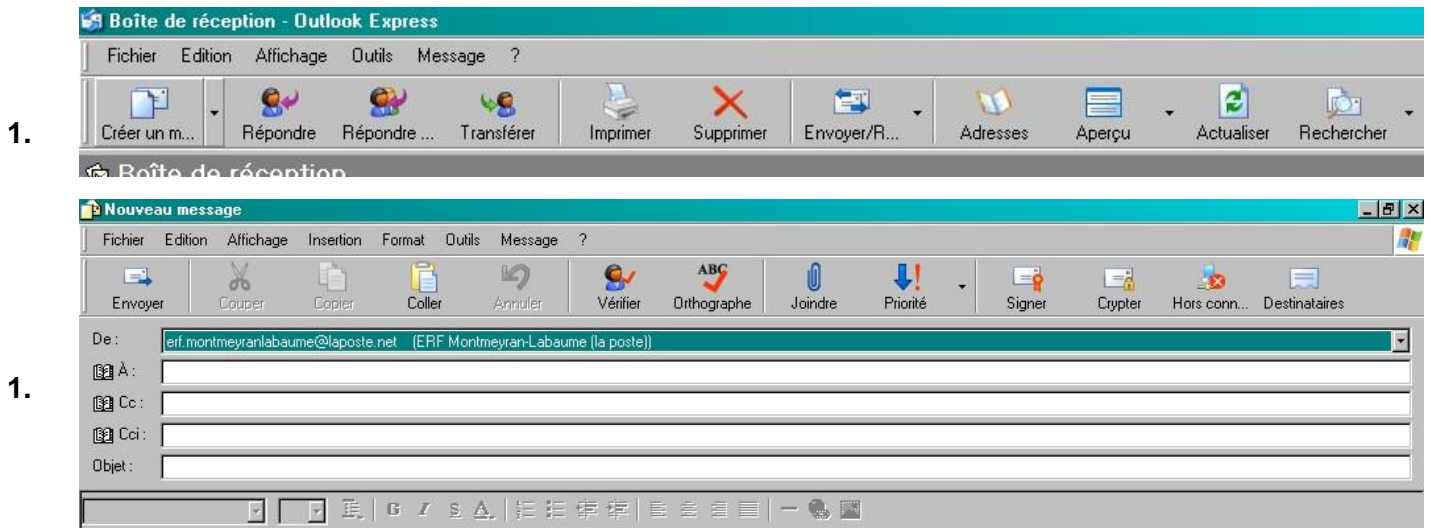 Boîte de réception - Outlook Express
Fichier Edition Affichage Outils Message ?
1.
Créer un m... Répondre Répondre ... Transférer Imprimer Supprimer Envoyer/R... Adresses Aperçu Actualiser Rechercher
Boîte de réception
Nouveau message
Fichier Edition Affichage Insertion Format Outils Message ?
ABC
Envoyer Couper Copier Coller Annuler Vérifier Orthographe Joindre Priorité Signer Crypter Hors conn... Destinataires
De : erf.montmeyranlabaume@laposte.net (ERF Montmeyran-Labaume (la poste))
À :
1.
Cc :
Cci :
Objet :
G I S A